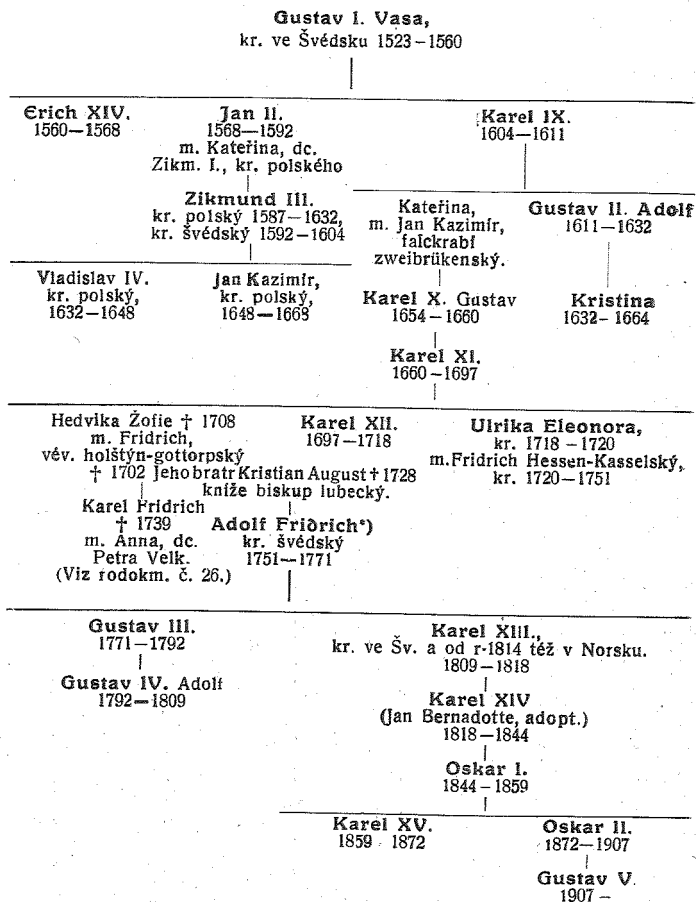 Gustav I. Vasa,
kr. ve Švédsku 1523–1560
Erich XIV.
1560–1568
Jan II.
1568–1592
m. Kateřina, dc.
Zikm. I., kr. polského
Zikmund III.
kr. polský 1587–1632,
kr. švédský 1592–1604
Karel IX.
1604–1611
Kateřina,
m. Jan Kazimír,
falckrabí
zweibrükenský.
Gustav II. Adolf
1611–1632
Vladislav IV.
kr. polský,
1632–1648
Jan Kazimír,
kr. polský,
1648–1668
Karel X. Gustav
1654–1660
Kristina
1632–1664
Karel XI.
1660–1697
Hedvika Žofie † 1708
m. Fridrich,
vév. holštýn-gottorpský
† 1702 Jeho bratr Kristian August † 1728
kníže biskup lubecký.
Karel XII.
1697–1718
Ulrika Eleonora,
kr. 1718–1720
m. Fridrich Hessen-Kasselský,
kr. 1720–1751
Karel Fridrich
† 1739
m. Anna, dc.
Petra Velk.
(Viz rodokm. č. 26.)
Adolf Fridrich*)
kr. švédský
1751–1771
Gustav III.
1771–1792
Gustav IV. Adolf
1792–1809
Karel XIII.,
kr. ve Šv. a od r-1814 též v Norsku.
1809–1818
Karel XIV
(Jan Bernadotte, adopt.)
1818–1844
Oskar I.
1844–1859
Karel XV.
1859 1872
Oskar II.
1872–1907
Gustav V.
1907 –